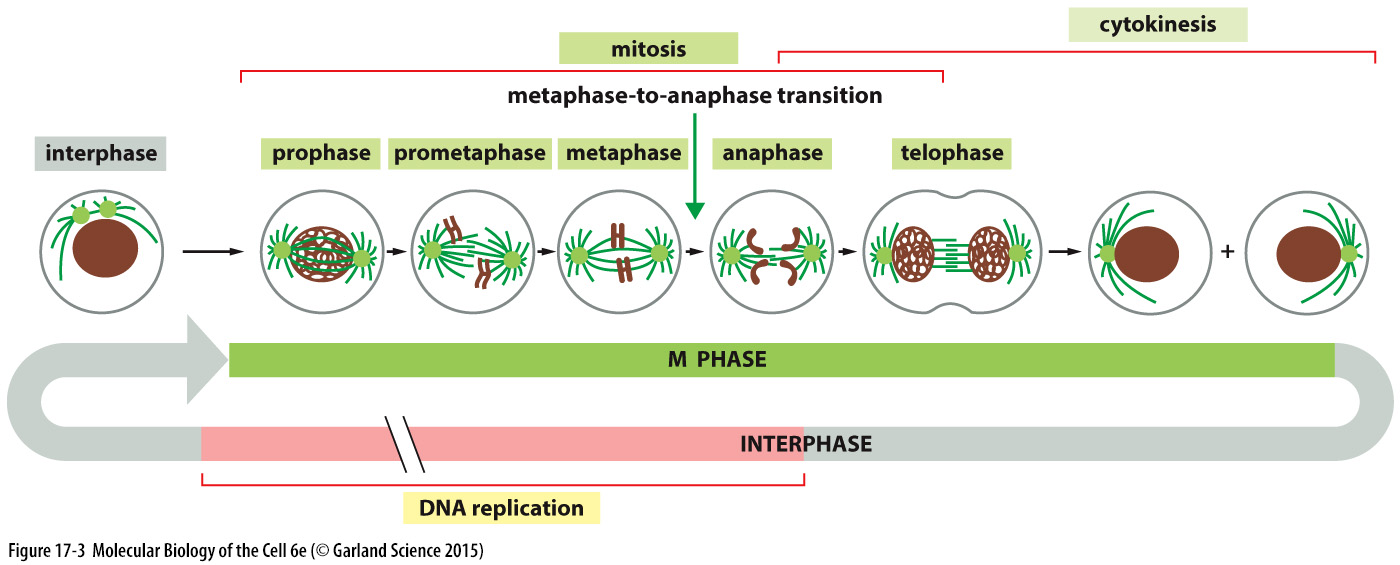 cytokinesis
mitosis
metaphase-to-anaphase transition
interphase
prophase
prometaphase
metaphase
anaphase
telophase
+
M PHASE
INTERPHASE
DNA replication
Figure 17-3 Molecular Biology of the Cell 6e (© Garland Science 2015)